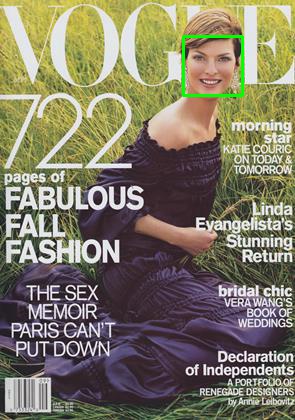 VOGUE
722
pages of
FABULOUS
FALL
FASHION
THE SEX
MEMOIR
PARIS CAN'T
PUT DOWN
morning
star
KATIE COURIC
ON TODAY &
TOMORROW
Linda
Evangelista's
Stunning
Return
bridal chic
VERA WANG'S
BOOK OF
WEDDINGS
Declaration
of Independents
A PORTFOLIO OF
RENEGADE DESIGNERS
by Annie Leibovitz